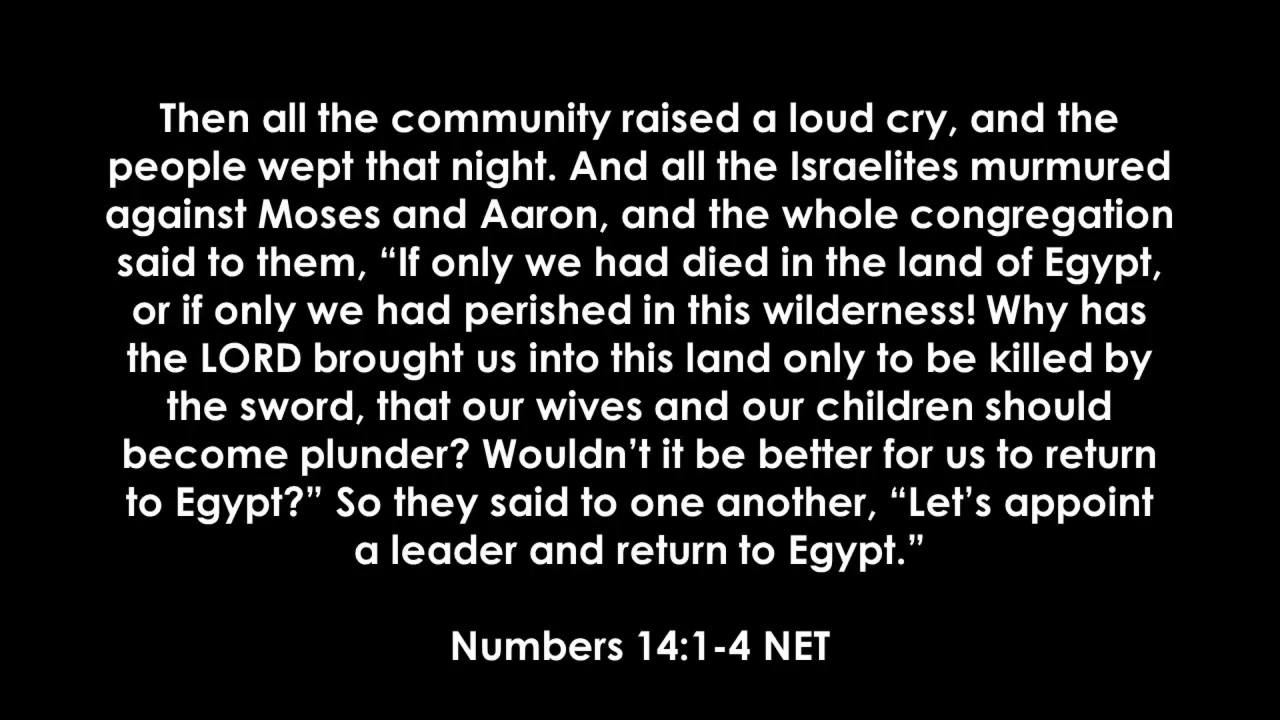 Then all the community raised a loud cry, and the
people wept that night. And all the Israelites murmured
against Moses and Aaron, and the whole congregation
said to them, “If only we had died in the land of Egypt,
or if only we had perished in this wilderness! Why has
the LORD brought us into this land only to be killed by
the sword, that our wives and our children should
become plunder? Wouldn’t it be better for us to return
to Egypt?” So they said to one another, “Let’s appoint
a leader and return to Egypt.”
Numbers 14:1-4 NET